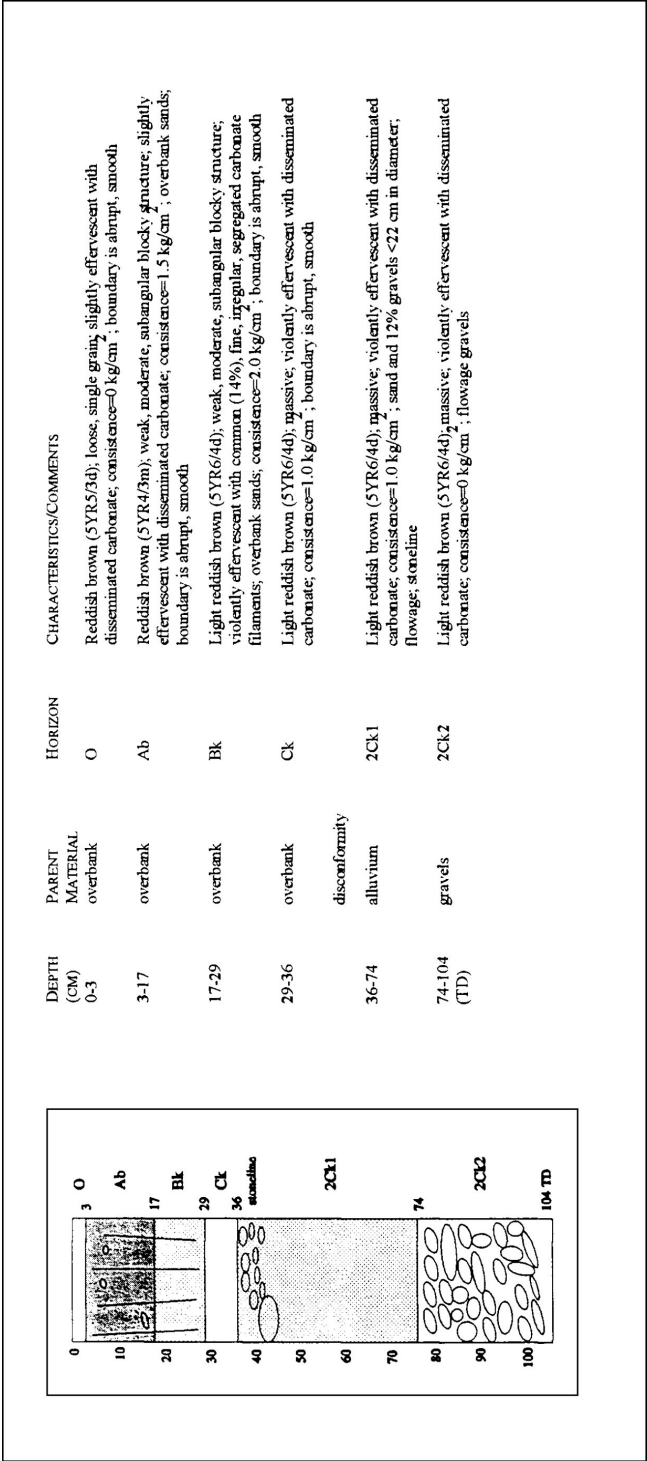 0
10
20
30
40
50
60
70
80
90
100
3
17
29
36
74
104 TD
O
Ab
Bk
Ck
stoneline
2Ck1
2Ck2
DEPTH (CM) PARENT MATERIAL HORIZON CHARACTERISTICS/COMMENTS
0-3 overbank O Reddish brown (5YR5/3d); loose, single grain; slightly effervescent with
disseminated carbonate; consistence=0 kg/cm2; boundary is abrupt, smooth
3-17 overbank Ab Reddish brown (5YR4/3m); weak, moderate, subangular blocky structure; slightly
effervescent with disseminated carbonate; consistence=1.5 kg/cm2; overbank sands;
boundary is abrupt, smooth
17-29 overbank Bk Light reddish brown (5YR6/4d); weak, moderate, subangular blocky structure;
violently effervescent with common (14%), fine, irregular, segregated carbonate
filaments; overbank sands; consistence=2.0 kg/cm2; boundary is abrupt, smooth
29-36 overbank Ck Light reddish brown (5YR6/4d); massive; violently effervescent with disseminated
carbonate; consistence=1.0 kg/cm2; boundary is abrupt, smooth
disconformity
36-74 alluvium 2Ck1 Light reddish brown (5YR6/4d); massive; violently effervescent with disseminated
carbonate; consistence=1.0 kg/cm2; sand and 12% gravels <22 cm in diameter;
flowage; stoneline
74-104 (TD) gravels 2Ck2 Light reddish brown (5YR6/4d); massive; violently effervescent with disseminated
carbonate; consistence=0 kg/cm2; flowage gravels